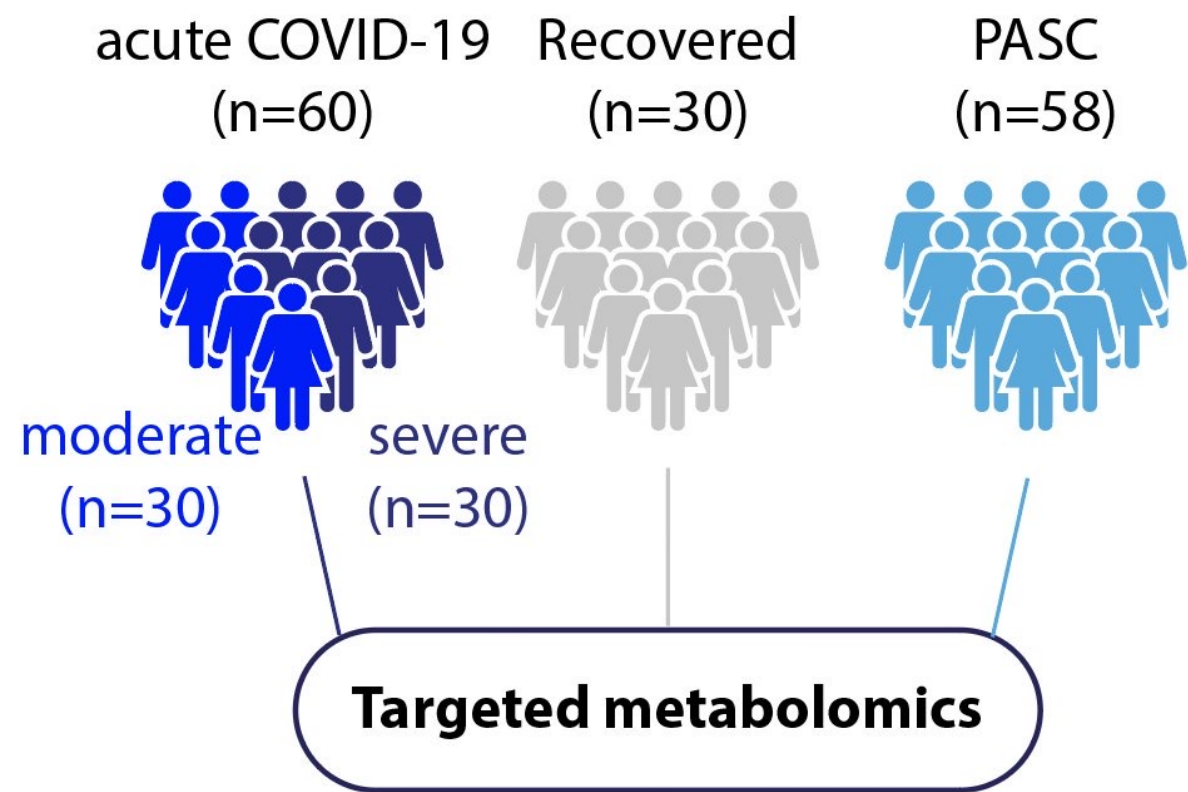 acute COVID-19 Recovered PASC
(n=60) (n=30) (n=58)
moderate severe
(n=30) (n=30)
Targeted metabolomics